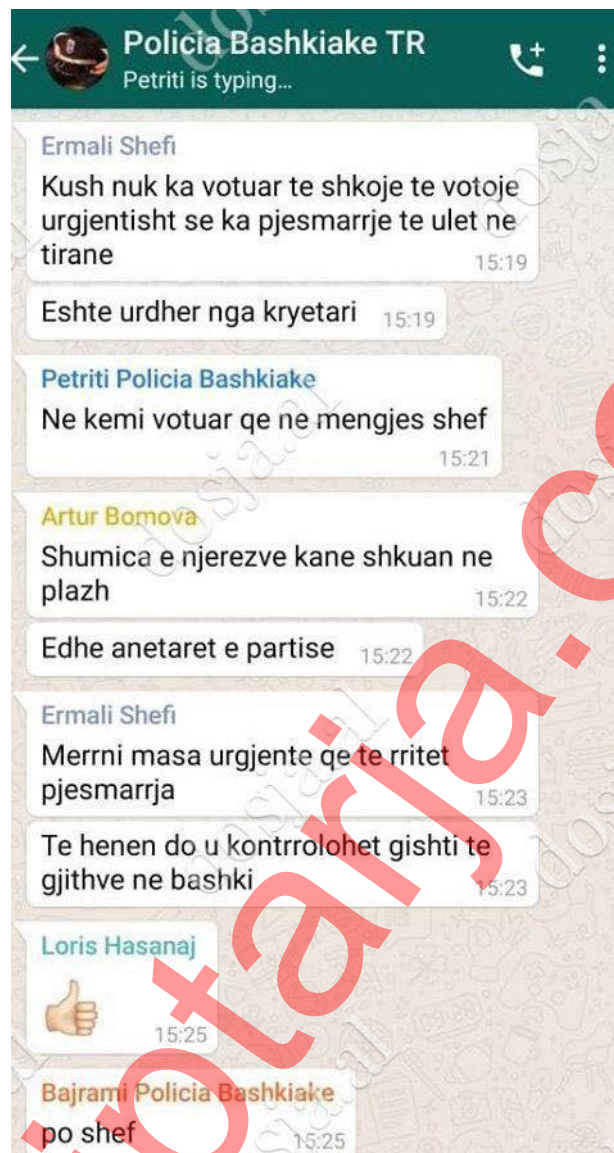 Policia Bashkiake TR
Petriti is typing...
Ermali Shefi
Kush nuk ka votuar te shkoje te votoje
urgjentisht se ka pjesmarrje te ulet ne
tirane
15:19
Eshte urdher nga kryetari 15:19
Petriti Policia Bashkiake
Ne kemi votuar qe ne mengjes shef
15:21
Artur Bomova
Shumica e njerezve kane shkuan ne
plazh
15:22
Edhe anetaret e partise 15:22
Ermali Shefi
Merrni masa urgjente qe te rritet
pjesmarrja
15:23
Te henen do u kontrrolohet gishti te
gjithve ne bashki
15:23
Loris Hasanaj
15:25
Bajrami Policia Bashkiake
po shef
15:25
dosja.al